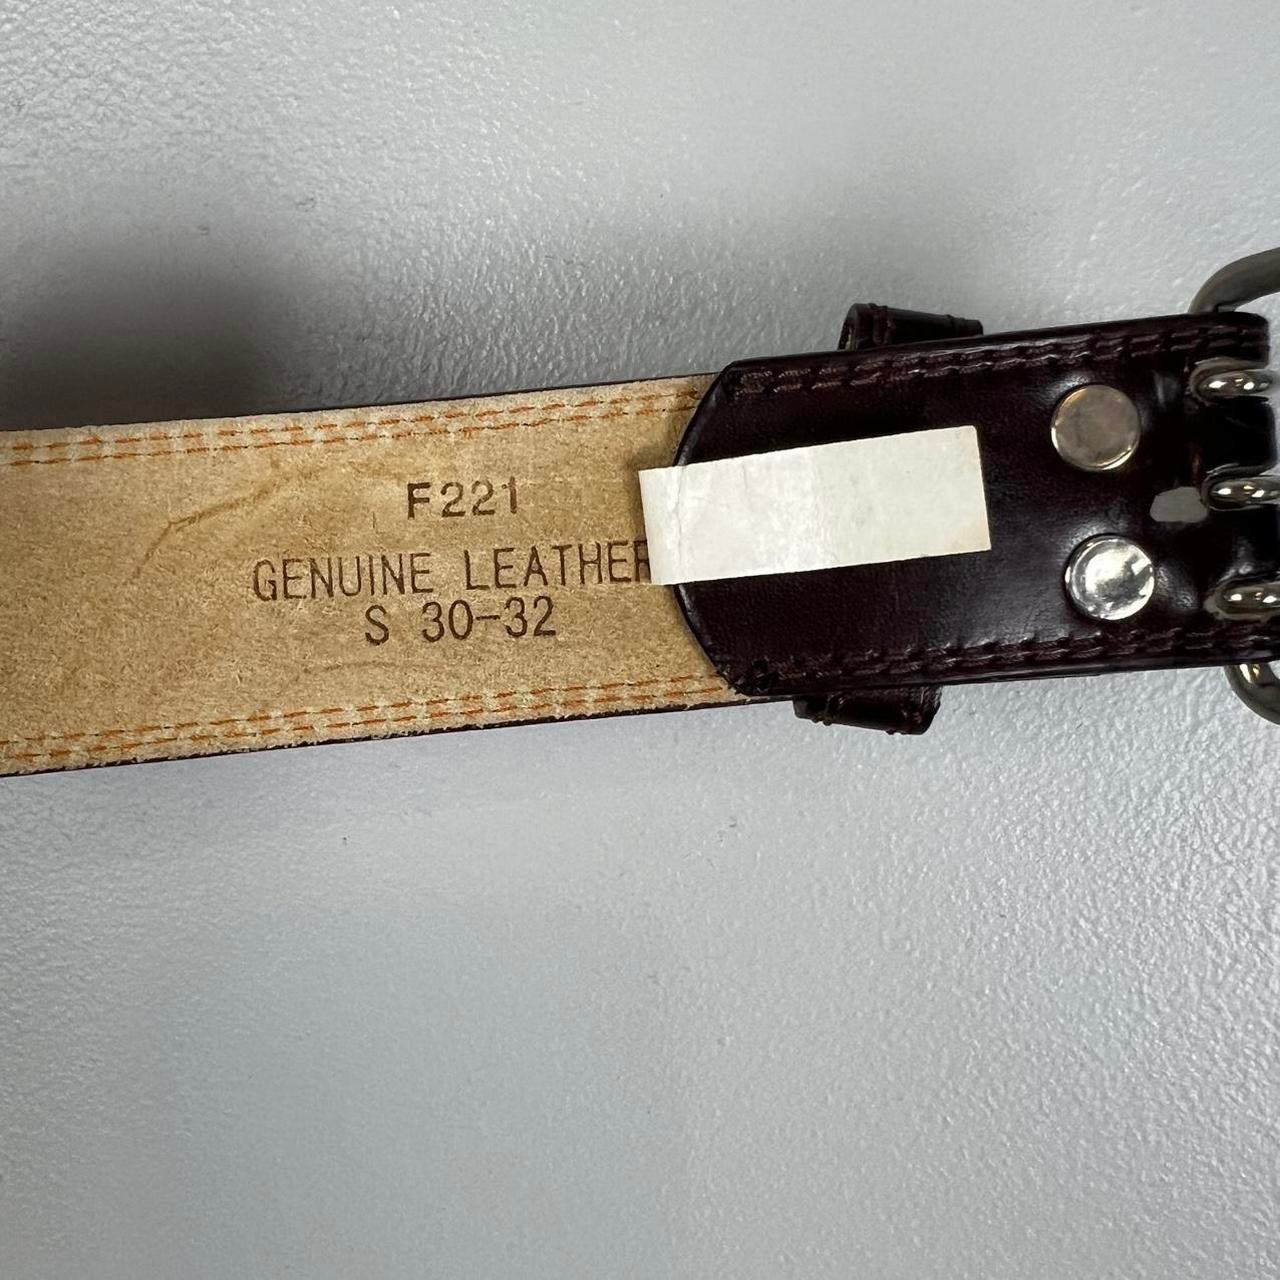 F221
GENUINE LEATHER
S 30-32